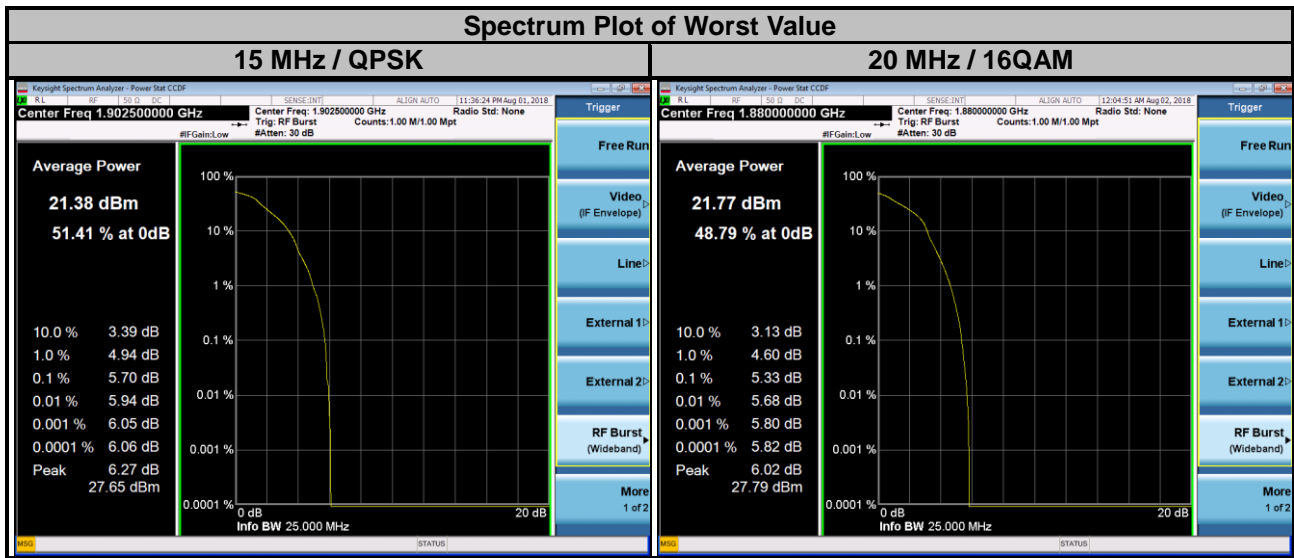 Spectrum Plot of Worst Value
15 MHz / QPSK
20 MHz / 16QAM
Keysight Spectrum Analyzer - Power Stat CCDF
RL RF 50 Ω DC SENSE:INT ALIGN AUTO 11:36:24 PM Aug 01, 2018
Center Freq 1.902500000 GHz
Center Freq: 1.902500000 GHz Radio Std: None
Trig: RF Burst Counts:1.00 M/1.00 Mpt
#IFGain:Low #Atten: 30 dB
Average Power
21.38 dBm
51.41 % at 0dB
10.0 % 3.39 dB
1.0 % 4.94 dB
0.1 % 5.70 dB
0.01 % 5.94 dB
0.001 % 6.05 dB
0.0001 % 6.06 dB
Peak 6.27 dB
27.65 dBm
100 %
10 %
1 %
0.1 %
0.01 %
0.001 %
0.0001 %
0 dB 20 dB
Info BW 25.000 MHz
Trigger
Free Run
Video
(IF Envelope)
Line
External 1
External 2
RF Burst
(Wideband)
More
1 of 2
MSG STATUS
Keysight Spectrum Analyzer - Power Stat CCDF
RL RF 50 Ω DC SENSE:INT ALIGN AUTO 12:04:51 AM Aug 02, 2018
Center Freq 1.880000000 GHz
Center Freq: 1.880000000 GHz Radio Std: None
Trig: RF Burst Counts:1.00 M/1.00 Mpt
#IFGain:Low #Atten: 30 dB
Average Power
21.77 dBm
48.79 % at 0dB
10.0 % 3.13 dB
1.0 % 4.60 dB
0.1 % 5.33 dB
0.01 % 5.68 dB
0.001 % 5.80 dB
0.0001 % 5.82 dB
Peak 6.02 dB
27.79 dBm
100 %
10 %
1 %
0.1 %
0.01 %
0.001 %
0.0001 %
0 dB 20 dB
Info BW 25.000 MHz
Trigger
Free Run
Video
(IF Envelope)
Line
External 1
External 2
RF Burst
(Wideband)
More
1 of 2
MSG STATUS